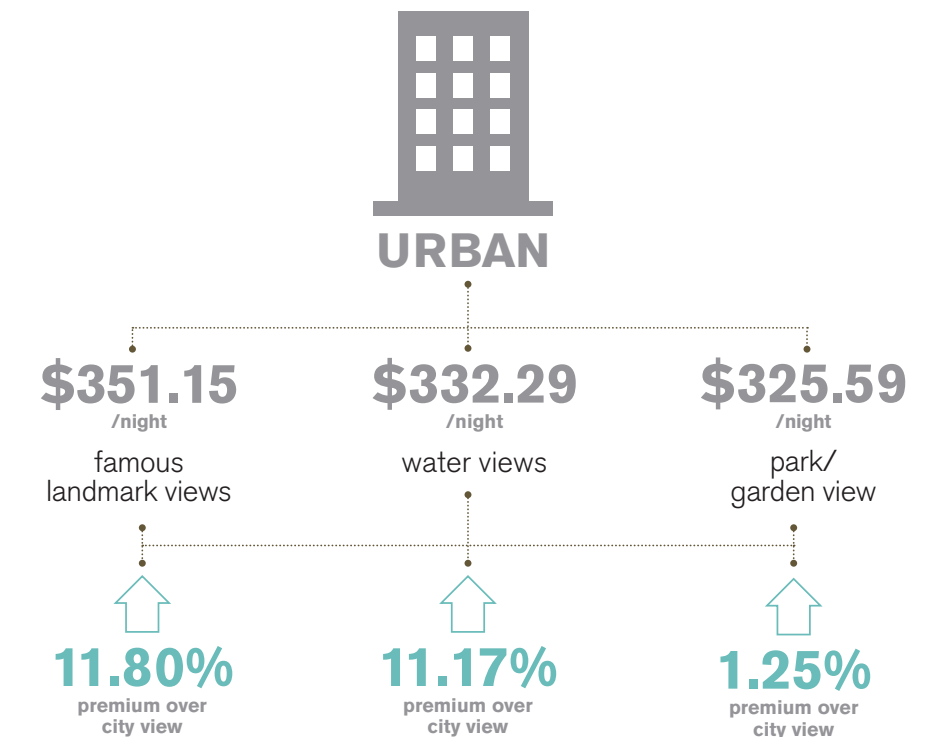 URBAN
$351.15
/night
famous
landmark views
$332.29
/night
water views
$325.59
/night
park/
garden view
11.80%
premium over
city view
11.17%
premium over
city view
1.25%
premium over
city view